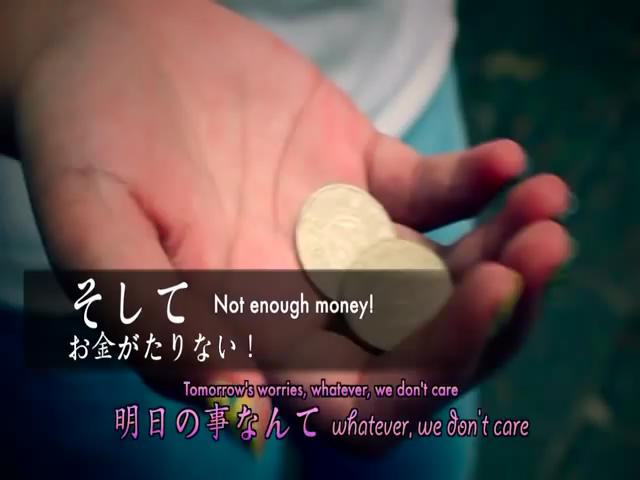 そして Not enough money!
お金がたりない！
Tomorrow's worries, whatever, we don't care
明日の事なんて whatever, we don't care